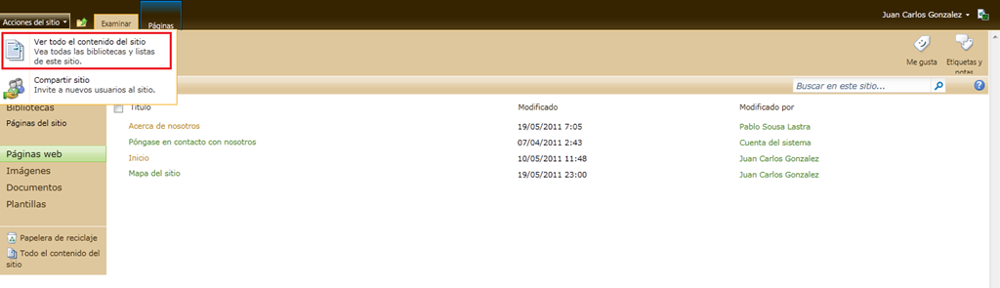 Acciones del sitio
Examinar
Páginas
Juan Carlos Gonzalez
Ver todo el contenido del sitio
Vea todas las bibliotecas y listas
de este sitio.
Compartir sitio
Invite a nuevos usuarios al sitio.
Me gusta
Etiquetas y
notas
Buscar en este sitio...
Bibliotecas
Páginas del sitio
Páginas web
Imágenes
Documentos
Plantillas
Papelera de reciclaje
Todo el contenido del
sitio
Título Modificado Modificado por
Acerca de nosotros 19/05/2011 7:05 Pablo Sousa Lastra
Póngase en contacto con nosotros 07/04/2011 2:43 Cuenta del sistema
Inicio 10/05/2011 11:48 Juan Carlos Gonzalez
Mapa del sitio 19/05/2011 23:00 Juan Carlos Gonzalez